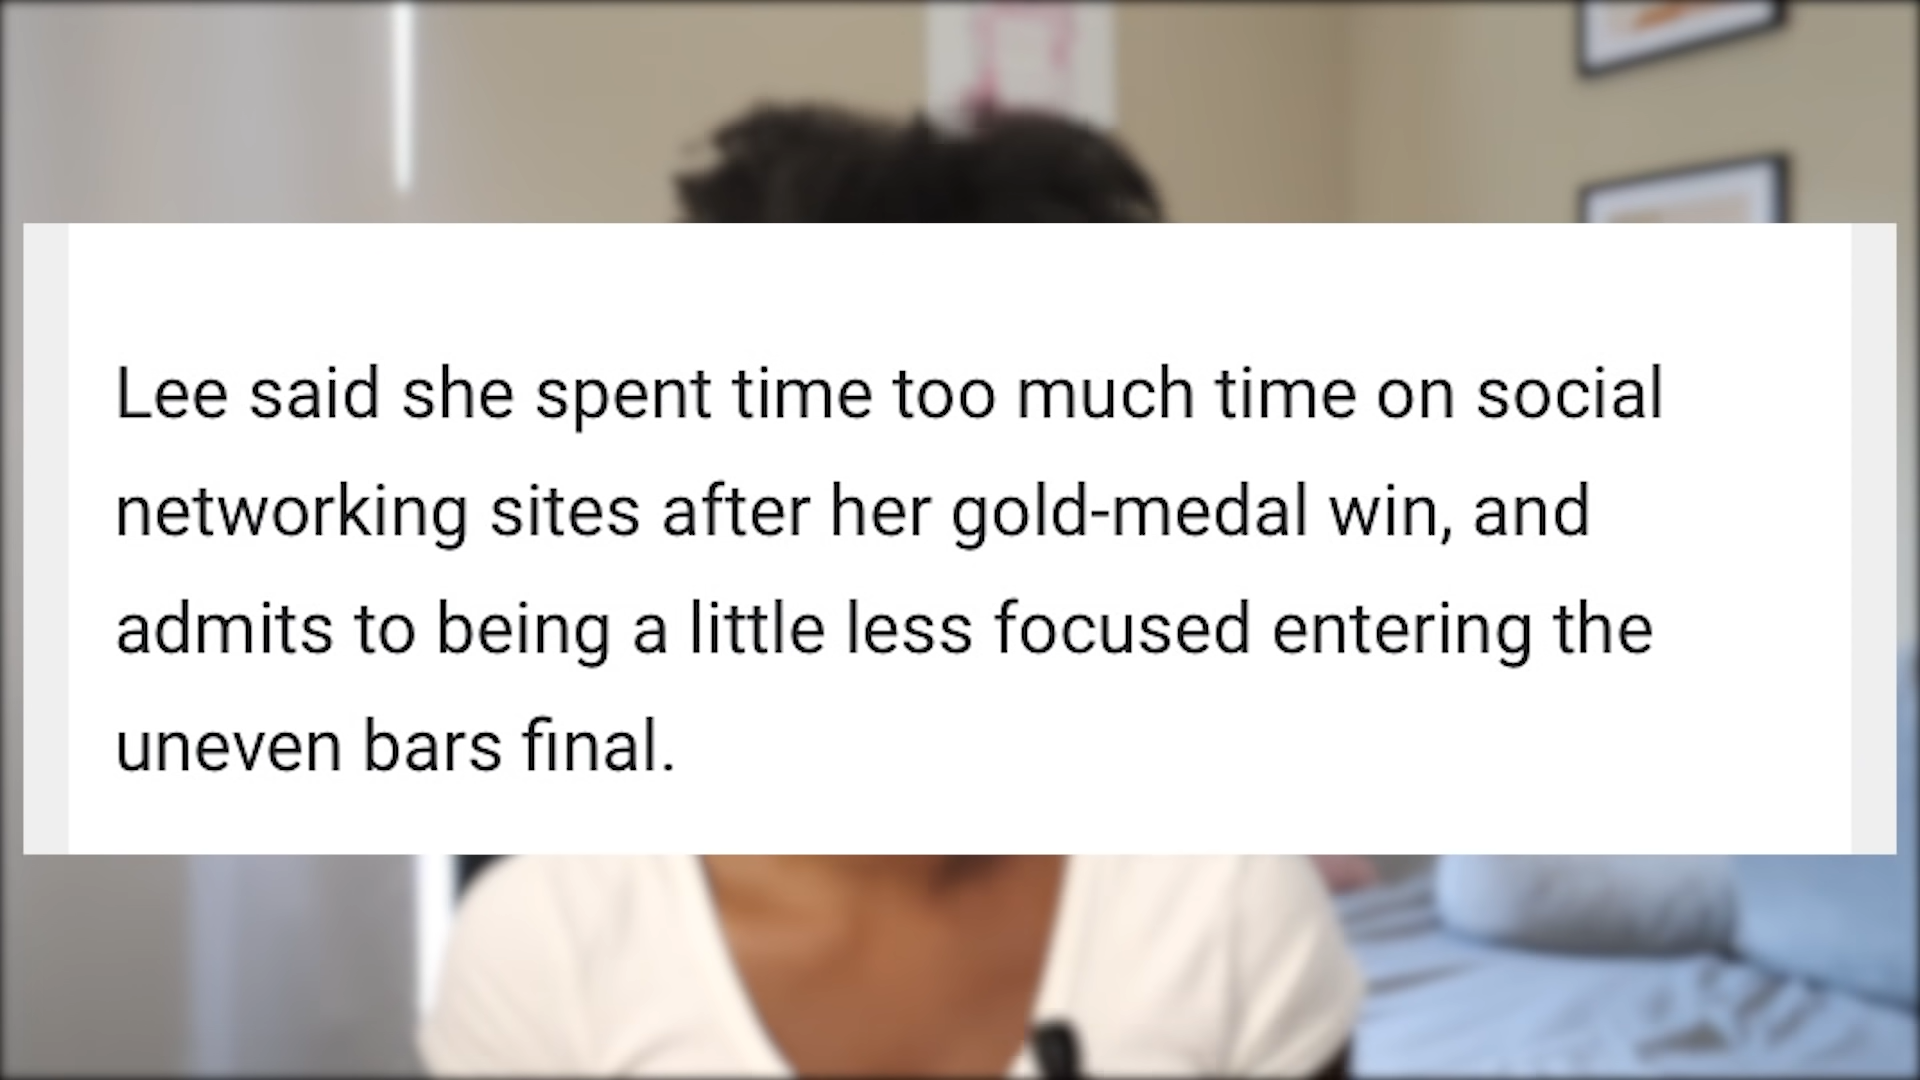 Lee said she spent time too much time on social
networking sites after her gold-medal win, and
admits to being a little less focused entering the
uneven bars final.